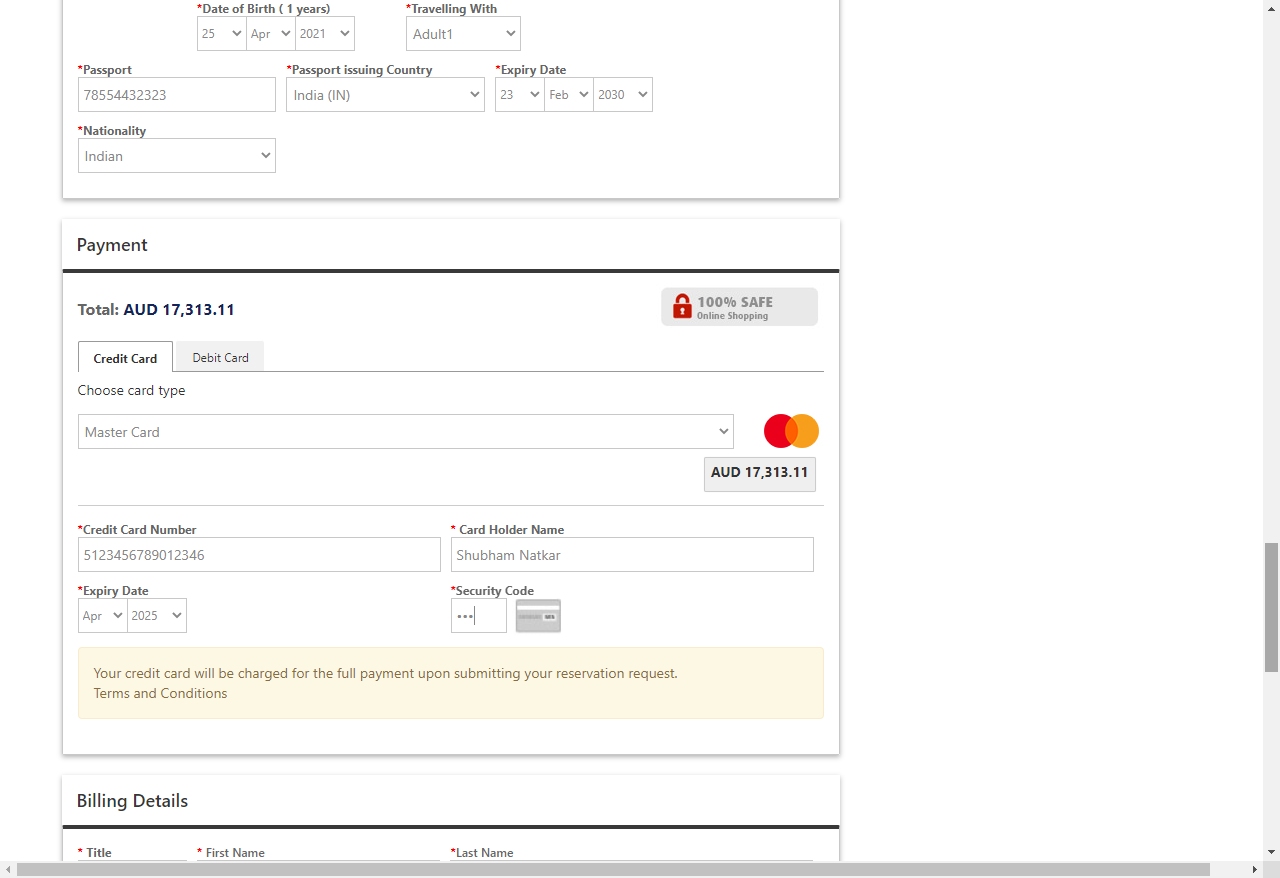 *Date of Birth ( 1 years) *Travelling With
25 Apr 2021 Adult1
*Passport *Passport issuing Country *Expiry Date
78554432323 India (IN) 23 Feb 2030
*Nationality
Indian
Payment
Total: AUD 17,313.11
100% SAFE
Online Shopping
Credit Card Debit Card
Choose card type
Master Card
AUD 17,313.11
*Credit Card Number * Card Holder Name
5123456789012346 Shubham Natkar
*Expiry Date *Security Code
Apr 2025 •••
Your credit card will be charged for the full payment upon submitting your reservation request.
Terms and Conditions
Billing Details
* Title * First Name *Last Name